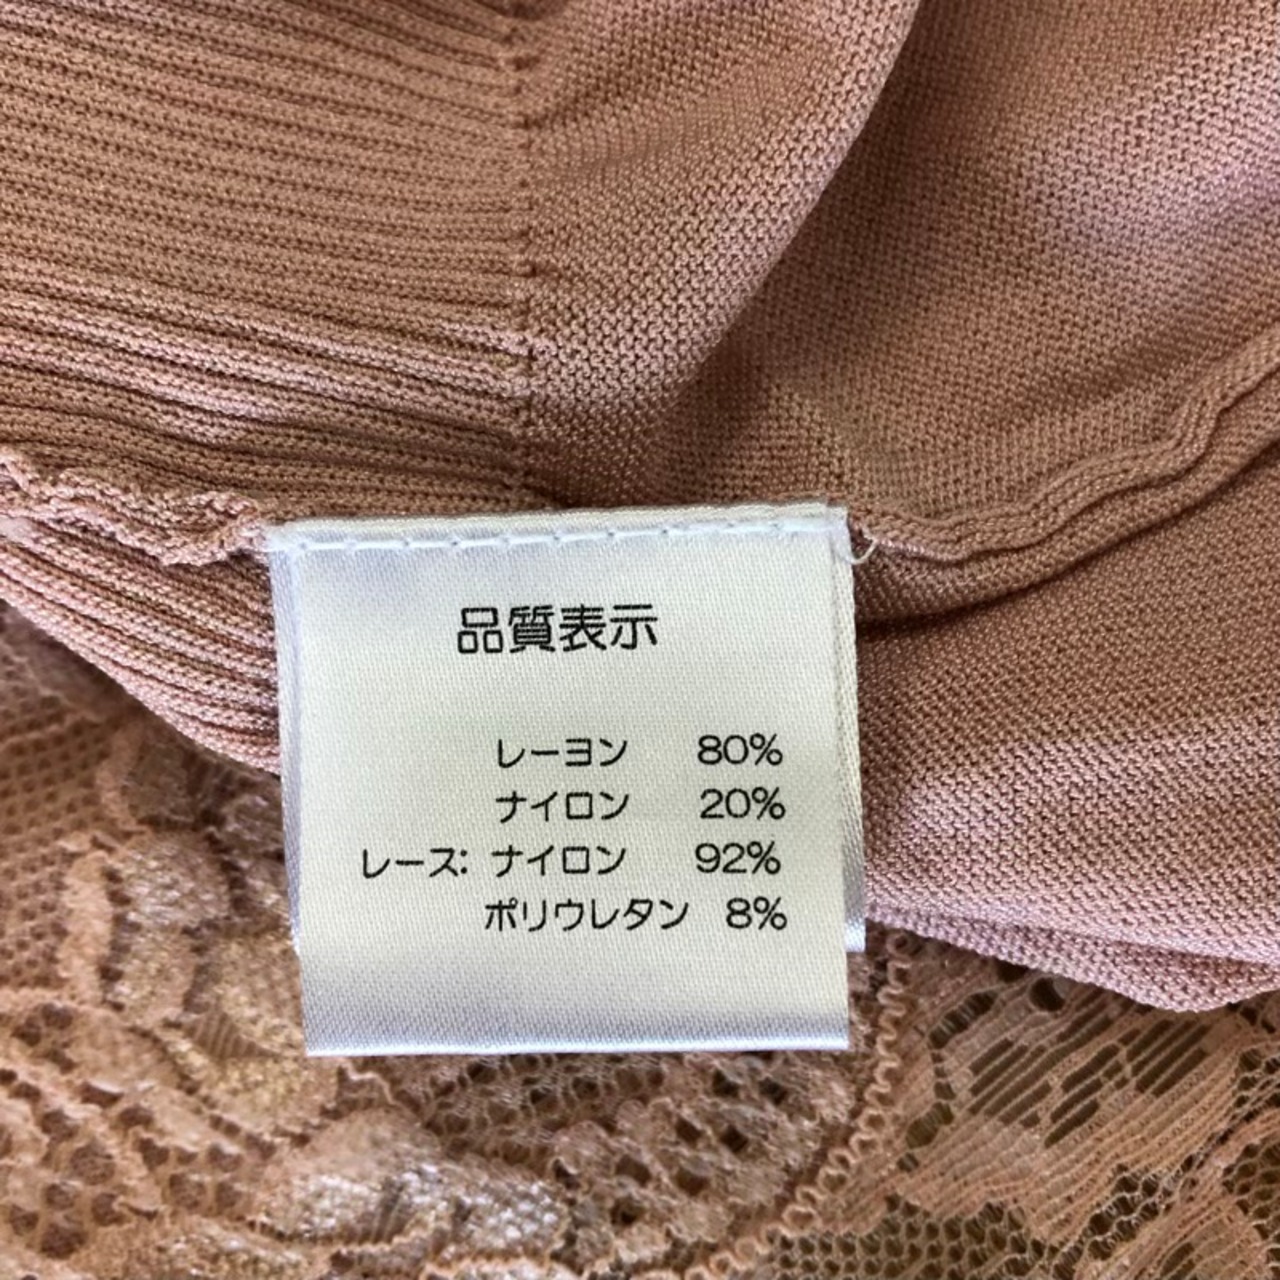 品質表示
レーヨン 80%
ナイロン 20%
レース: ナイロン 92%
ポリウレタン 8%